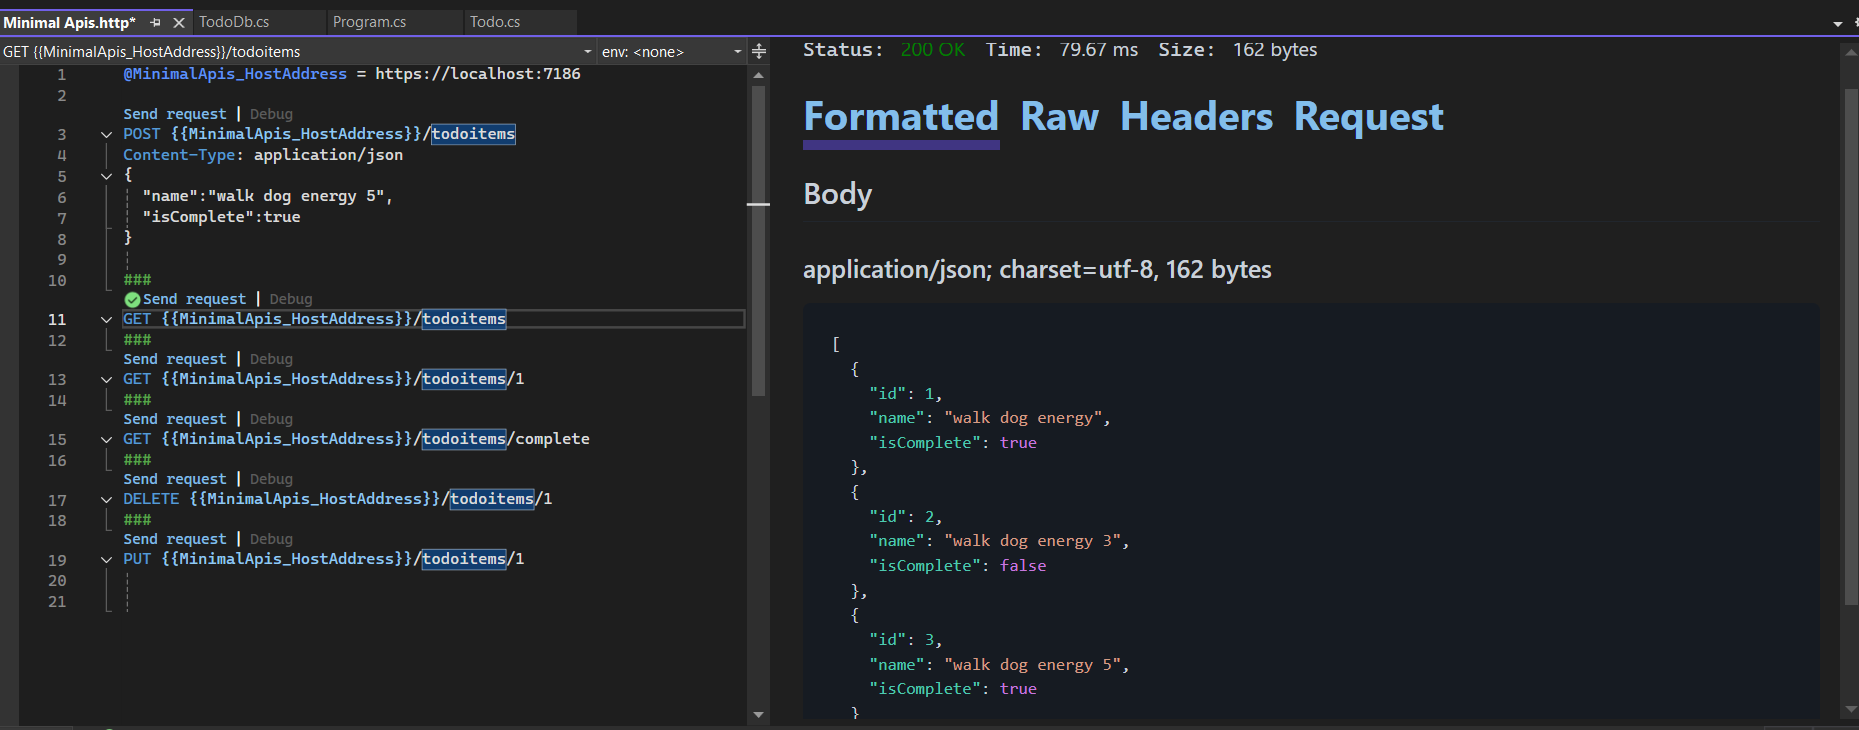 Minimal Apis.http* TodoDb.cs Program.cs Todo.cs
GET {{MinimalApis_HostAddress}}/todoitems env: <none>
1 @MinimalApis_HostAddress = https://localhost:7186
2
Send request | Debug
3 POST {{MinimalApis_HostAddress}}/todoitems
4 Content-Type: application/json
5 {
6 "name":"walk dog energy 5",
7 "isComplete":true
8 }
9
10 ###
Send request | Debug
11 GET {{MinimalApis_HostAddress}}/todoitems
12 ###
Send request | Debug
13 GET {{MinimalApis_HostAddress}}/todoitems/1
14 ###
Send request | Debug
15 GET {{MinimalApis_HostAddress}}/todoitems/complete
16 ###
Send request | Debug
17 DELETE {{MinimalApis_HostAddress}}/todoitems/1
18 ###
Send request | Debug
19 PUT {{MinimalApis_HostAddress}}/todoitems/1
20
21
Status: 200 OK Time: 79.67 ms Size: 162 bytes
Formatted Raw Headers Request
Body
application/json; charset=utf-8, 162 bytes
[
{
"id": 1,
"name": "walk dog energy",
"isComplete": true
},
{
"id": 2,
"name": "walk dog energy 3",
"isComplete": false
},
{
"id": 3,
"name": "walk dog energy 5",
"isComplete": true
}